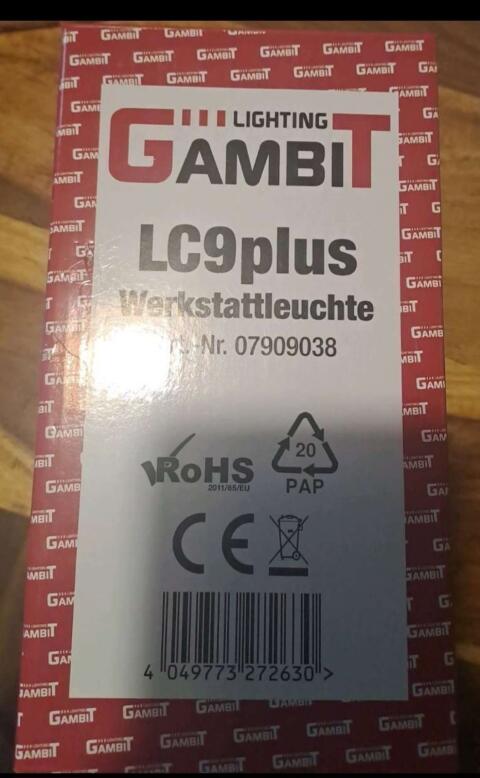 LIGHTING
GAMBIT
LC9plus
Werkstattleuchte
-Nr. 07909038
RoHS
2011/65/EU
20
PAP
CE
4 049773 272630 >